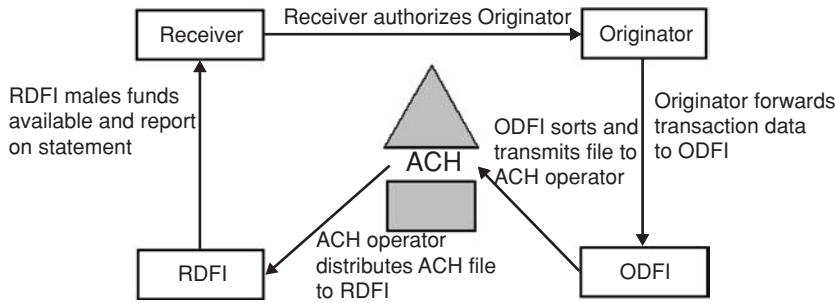 Receiver authorizes Originator
Receiver
Originator
RDFI males funds
available and report
on statement
Originator forwards
transaction data
to ODFI
ODFI sorts and
transmits file to
ACH operator
ACH
ACH operator
distributes ACH file
to RDFI
RDFI
ODFI